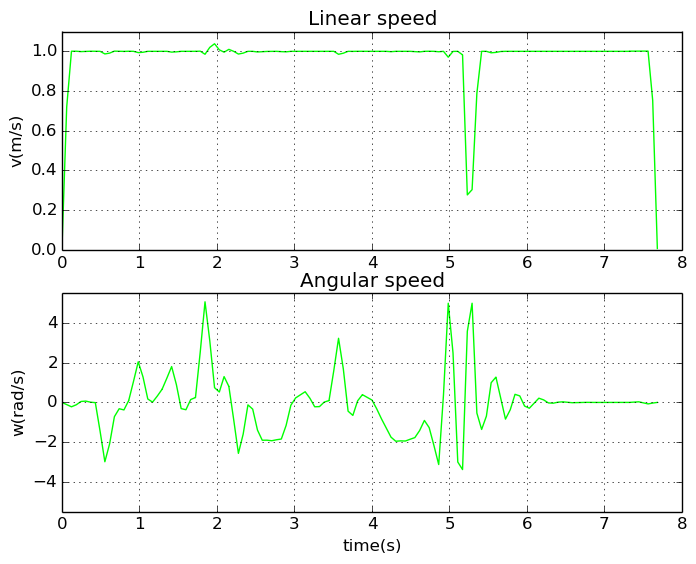 Linear speed
v(m/s)
1.0
0.8
0.6
0.4
0.2
0.0
0 1 2 3 4 5 6 7 8
Angular speed
w(rad/s)
4
2
0
−2
−4
0 1 2 3 4 5 6 7 8
time(s)